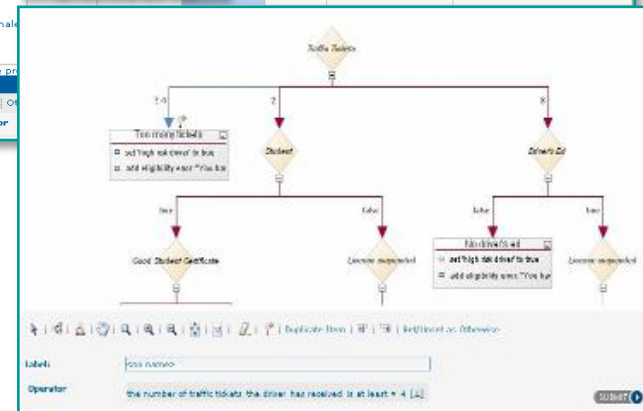 Traffic Tickets
2
Too many tickets
set 'high risk driver' to true
add eligibility error: "You hav
Student
Driver's Ed
true
false
false
true
Good Student Certificate
License suspended
No driver's ed
set 'high risk driver' to true
add eligibility error: "You hav
License suspended
Duplicate Item
Set/Unset as Otherwise
Label:
<no name>
Operator
the number of traffic tickets the driver has received is at least 4
SUBMIT